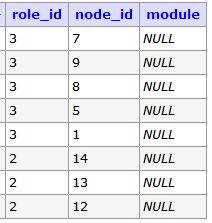 role_id node_id module
3 7 NULL
3 9 NULL
3 8 NULL
3 5 NULL
3 1 NULL
2 14 NULL
2 13 NULL
2 12 NULL